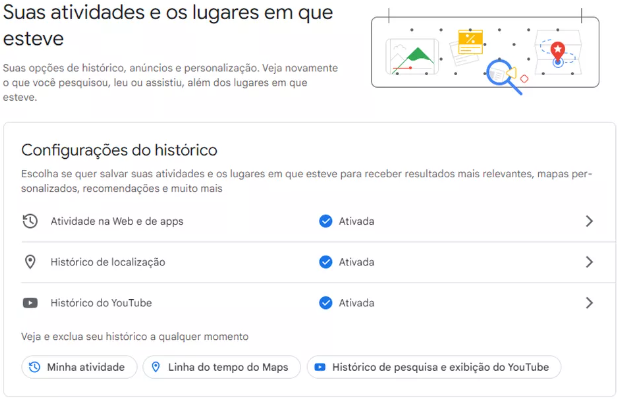 Suas atividades e os lugares em que
esteve
Suas opções de histórico, anúncios e personalização. Veja novamente
o que você pesquisou, leu ou assistiu, além dos lugares em que
esteve.
Configurações do histórico
Escolha se quer salvar suas atividades e os lugares em que esteve para receber resultados mais relevantes, mapas per-
sonalizados, recomendações e muito mais
Atividade na Web e de apps Ativada
Histórico de localização Ativada
Histórico do YouTube Ativada
Veja e exclua seu histórico a qualquer momento
Minha atividade Linha do tempo do Maps Histórico de pesquisa e exibição do YouTube